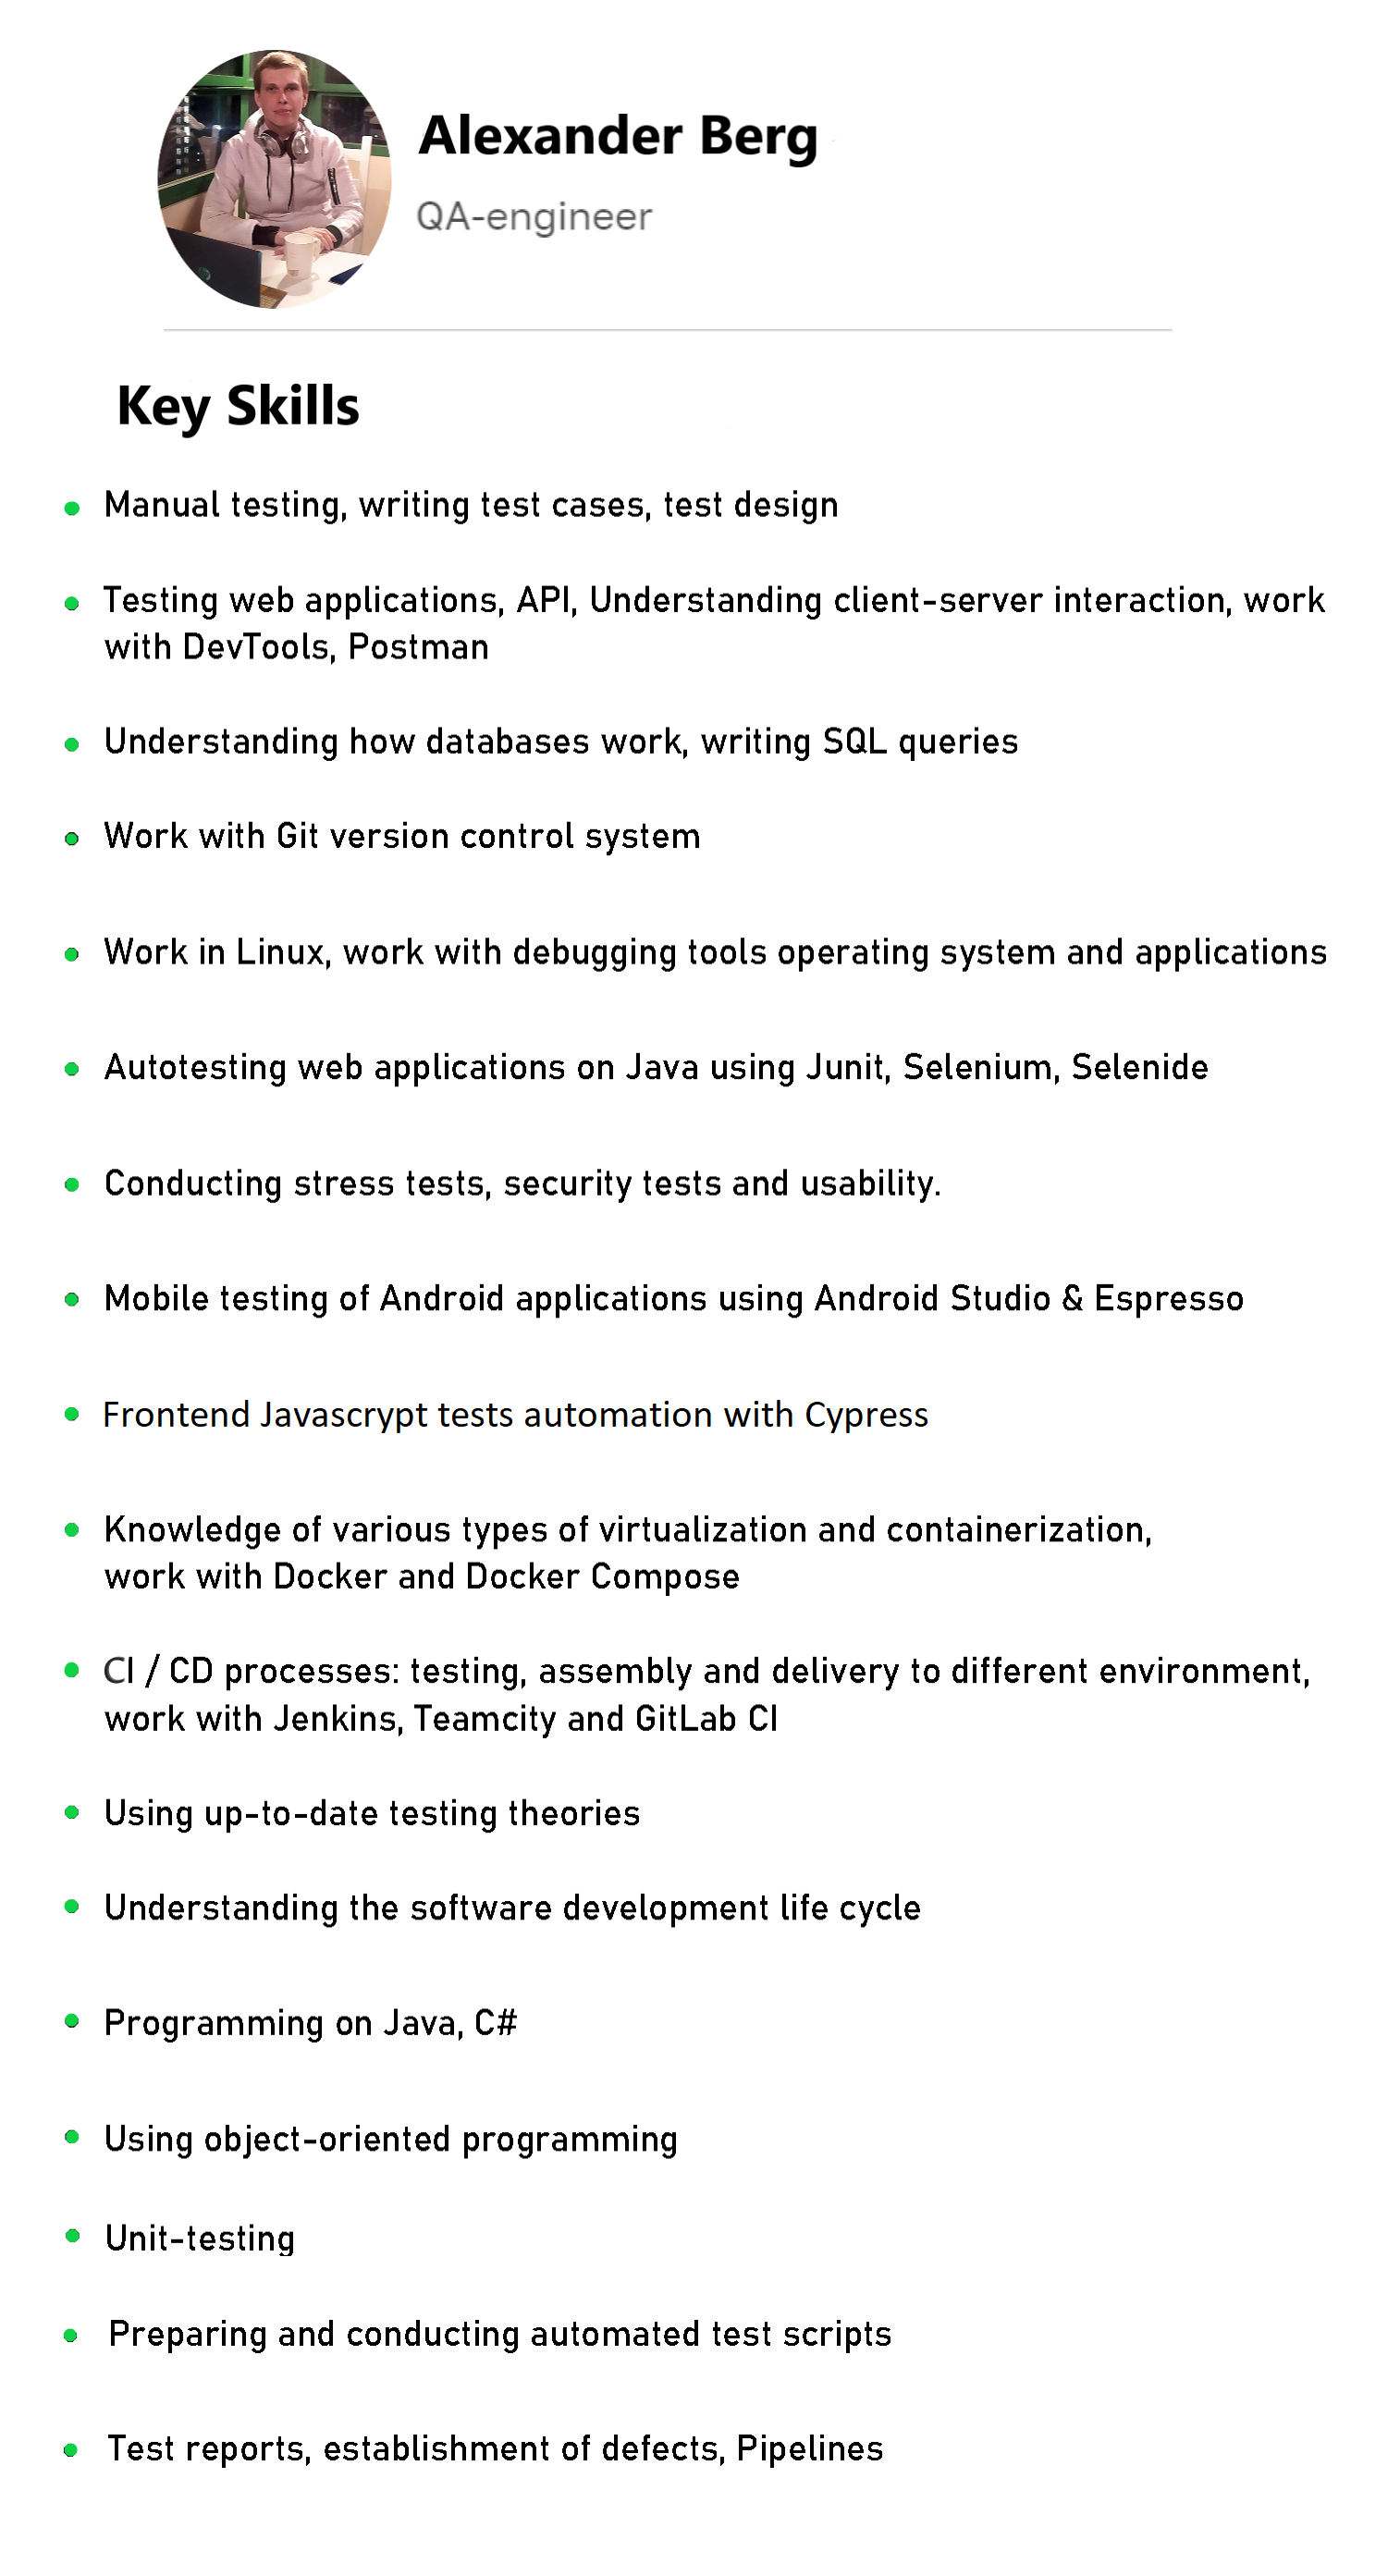 Alexander Berg
QA-engineer
Key Skills
Manual testing, writing test cases, test design
Testing web applications, API, Understanding client-server interaction, work
with DevTools, Postman
Understanding how databases work, writing SQL queries
Work with Git version control system
Work in Linux, work with debugging tools operating system and applications
Autotesting web applications on Java using Junit, Selenium, Selenide
Conducting stress tests, security tests and usability.
Mobile testing of Android applications using Android Studio & Espresso
Frontend Javascrypt tests automation with Cypress
Knowledge of various types of virtualization and containerization,
work with Docker and Docker Compose
CI / CD processes: testing, assembly and delivery to different environment,
work with Jenkins, Teamcity and GitLab CI
Using up-to-date testing theories
Understanding the software development life cycle
Programming on Java, C#
Using object-oriented programming
Unit-testing
Preparing and conducting automated test scripts
Test reports, establishment of defects, Pipelines